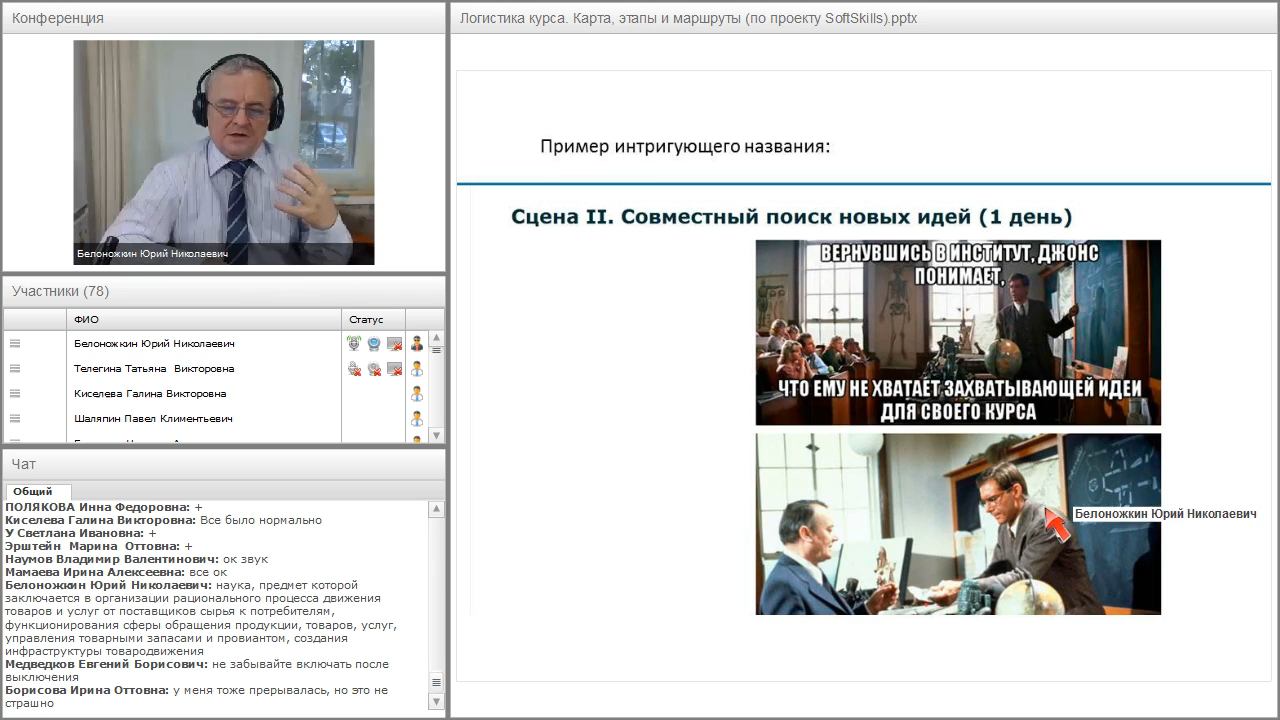 Конференция
Белоножкин Юрий Николаевич
Участники (78)
ФИО Статус
Белоножкин Юрий Николаевич
Телегина Татьяна Викторовна
Киселева Галина Викторовна
Шаляпин Павел Климентьевич
Чат
Общий
ПОЛЯКОВА Инна Федоровна: +
Киселева Галина Викторовна: Все было нормально
У Светлана Ивановна: +
Эрштейн Марина Оттовна: +
Наумов Владимир Валентинович: ок звук
Мамаева Ирина Алексеевна: все ок
Белоножкин Юрий Николаевич: наука, предмет которой
заключается в организации рационального процесса движения
товаров и услуг от поставщиков сырья к потребителям,
функционирования сферы обращения продукции, товаров, услуг,
управления товарными запасами и провиантом, создания
инфраструктуры товародвижения
Медведков Евгений Борисович: не забывайте включать после
выключения
Борисова Ирина Оттовна: у меня тоже прерывалась, но это не
страшно
Логистика курса. Карта, этапы и маршруты (по проекту SoftSkills).pptx
Пример интригующего названия:
Сцена II. Совместный поиск новых идей (1 день)
ВЕРНУВШИСЬ В ИНСТИТУТ, ДЖОНС
ПОНИМАЕТ,
ЧТО ЕМУ НЕ ХВАТАЕТ ЗАХВАТЫВАЮЩЕЙ ИДЕИ
ДЛЯ СВОЕГО КУРСА
Белоножкин Юрий Николаевич